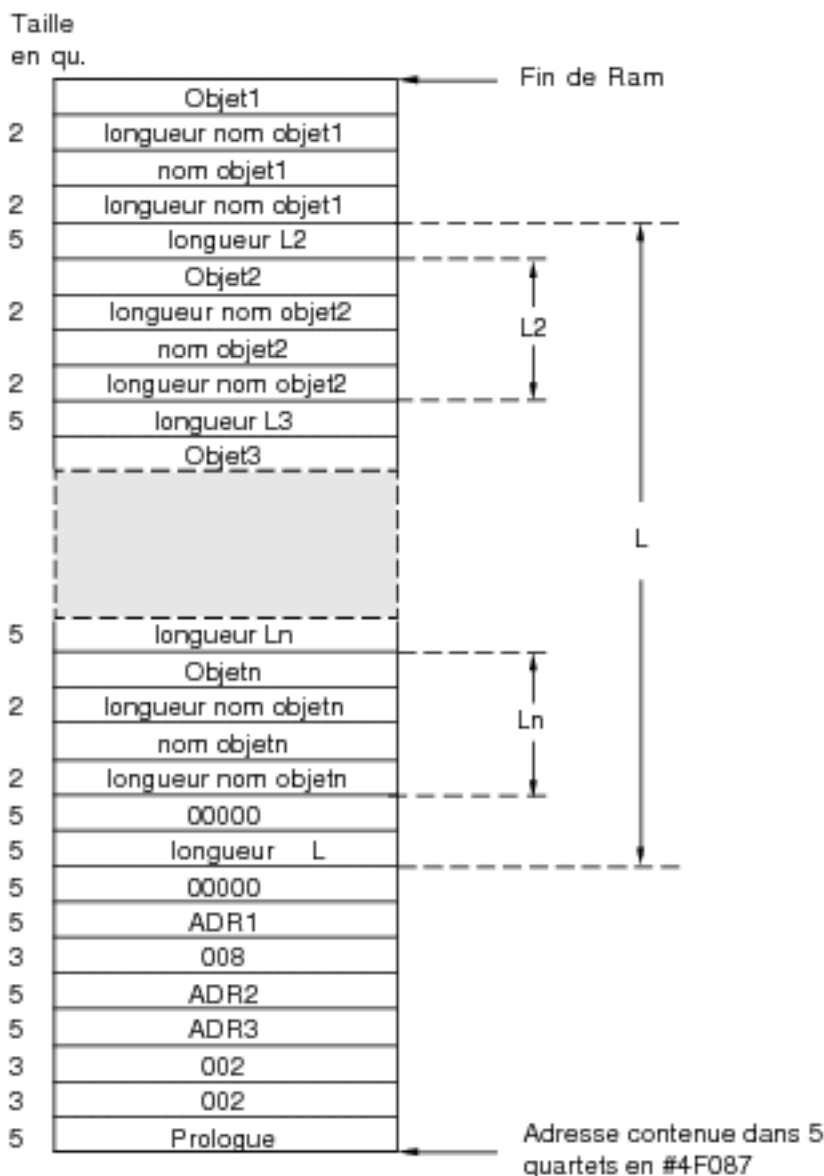 Taille
en qu.
Fin de Ram
Objet1
2 longueur nom objet1
nom objet1
2 longueur nom objet1
5 longueur L2
Objet2
2 longueur nom objet2
L2
nom objet2
2 longueur nom objet2
5 longueur L3
Objet3
L
5 longueur Ln
Objetn
2 longueur nom objetn
Ln
nom objetn
2 longueur nom objetn
5 00000
5 longueur L
5 00000
5 ADR1
3 008
5 ADR2
5 ADR3
3 002
3 002
5 Prologue
Adresse contenue dans 5
quartets en #4F087